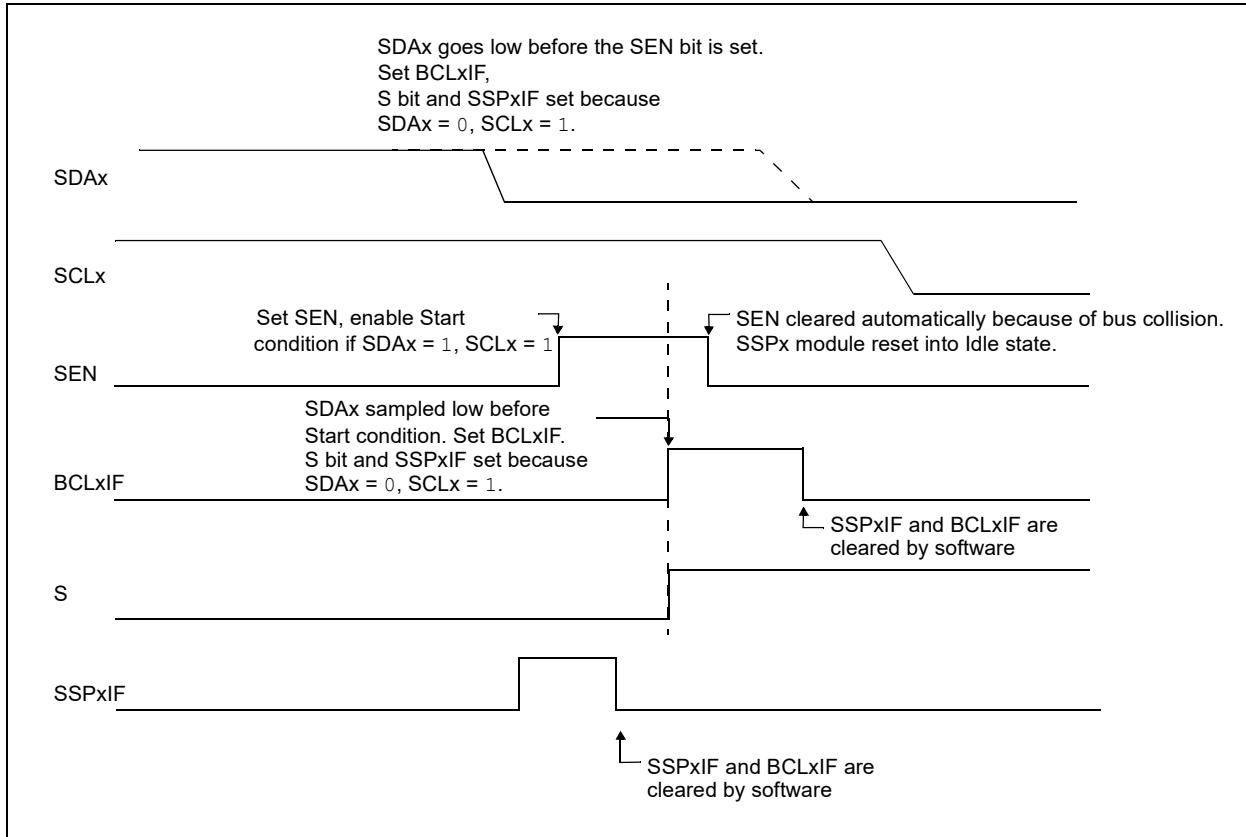 SDAx goes low before the SEN bit is set.
Set BCLxIF,
S bit and SSPxIF set because
SDAx = 0, SCLx = 1.
SDAx
SCLx
Set SEN, enable Start
condition if SDAx = 1, SCLx = 1
SEN cleared automatically because of bus collision.
SSPx module reset into Idle state.
SEN
SDAx sampled low before
Start condition. Set BCLxIF.
S bit and SSPxIF set because
SDAx = 0, SCLx = 1.
BCLxIF
SSPxIF and BCLxIF are
cleared by software
S
SSPxIF
SSPxIF and BCLxIF are
cleared by software